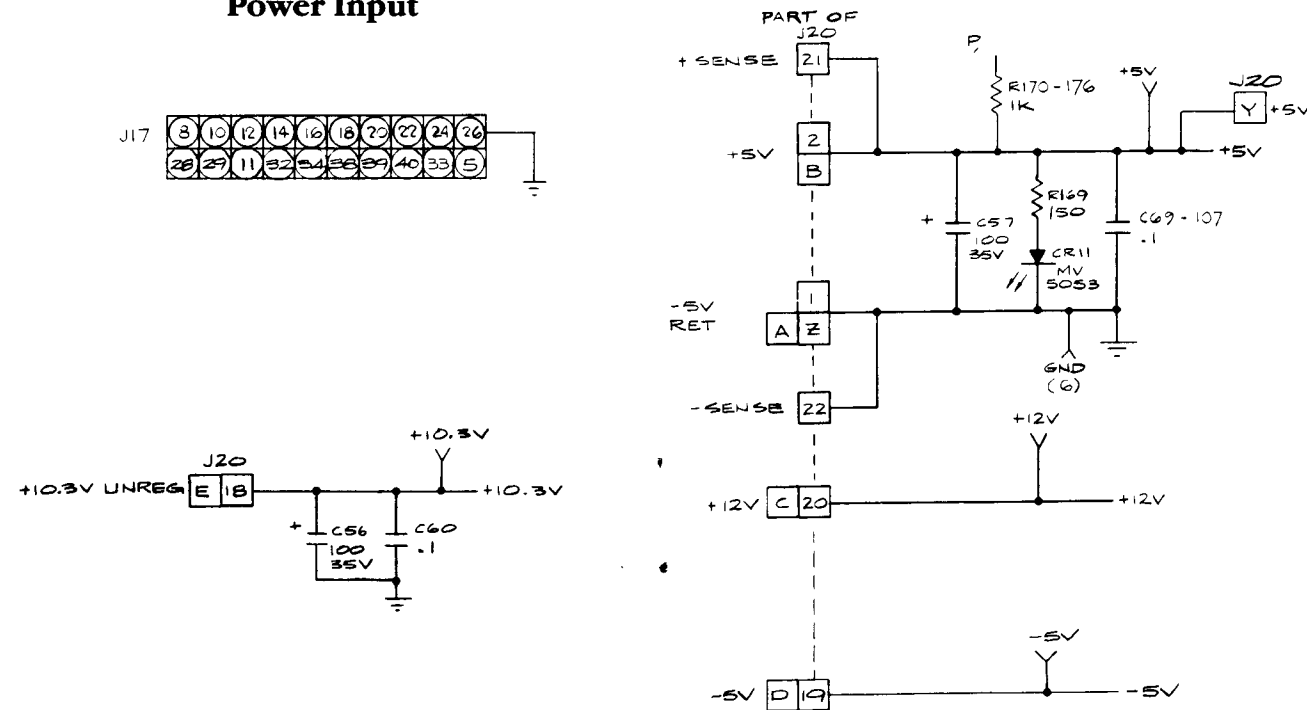 Power Input
J17
8 10 12 14 16 18 20 22 24 26
28 29 11 32 34 38 39 40 33 5
+10.3V
J20
+10.3V UNREG E 18 +10.3V
+ C56
100
35V
C60
.1
PART OF
J20
+ SENSE 21
P,
R170-176
1K
+5V
J20
Y +5V
+5V 2
B
+5V
+ C57
100
35V
R169
150
CR11
MV
5053
C69-107
.1
-5V
RET
1
A Z
GND
(6)
-SENSE 22
+12V
+12V C 20 +12V
-5V
-5V D 19 -5V